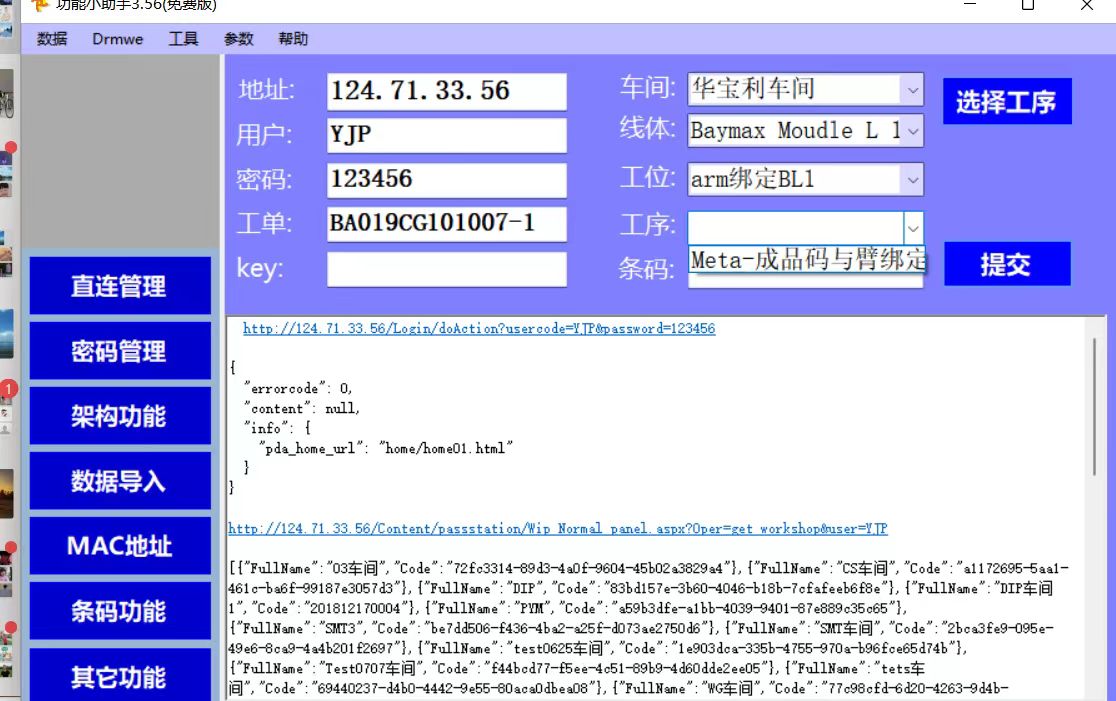 功能小助手3.56(免费版)
数据 Drmwe 工具 参数 帮助
地址: 124.71.33.56 车间: 华宝利车间 选择工序
用户: YJP 线体: Baymax Moudle L 1
密码: 123456 工位: arm绑定BL1
工单: BA019CG101007-1 工序:
key: 条码: Meta-成品码与臂绑定 提交
直连管理
密码管理
架构功能
数据导入
MAC地址
条码功能
其它功能
http://124.71.33.56/Login/doAction?usercode=YJP&password=123456
{
"errorcode": 0,
"content": null,
"info": {
"pda_home_url": "home/home01.html"
}
}
http://124.71.33.56/Content/passstation/Wip_Normal_panel.aspx?Oper=get_workshop&user=YJP
[{"FullName":"03车间","Code":"72fc3314-89d3-4a0f-9604-45b02a3829a4"},{"FullName":"CS车间","Code":"a1172695-5aa1-
461c-ba6f-99187e3057d3"},{"FullName":"DIP","Code":"83bd157e-3b60-4046-b18b-7cfafeeb6f8e"},{"FullName":"DIP车间
1","Code":"201812170004"},{"FullName":"PYM","Code":"a59b3dfe-a1bb-4039-9401-87e889c35c65"},
{"FullName":"SMT3","Code":"be7dd506-f436-4ba2-a25f-d073ae2750d6"},{"FullName":"SMT车间","Code":"2bca3fe9-095e-
49e6-8ca9-4a4b201f2697"},{"FullName":"test0625车间","Code":"1e903dca-335b-4755-970a-b96fce65d74b"},
{"FullName":"Test0707车间","Code":"f44bcd77-f5ee-4c51-89b9-4d60dde2ee05"},{"FullName":"tets车
间","Code":"69440237-d4b0-4442-9e55-80aca0dbea08"},{"FullName":"WG车间","Code":"77c98cfd-6d20-4263-9d4b-
1